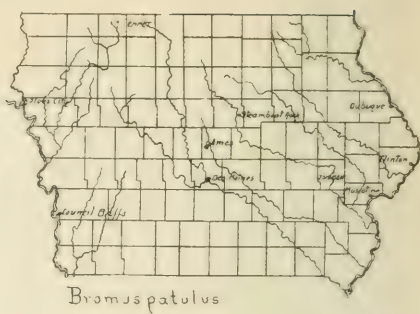 EMMET
Sioux City
Steamboat Rock
Dubuque
Ames
Clinton
Des Moines
Council Bluffs
Bromus patulus